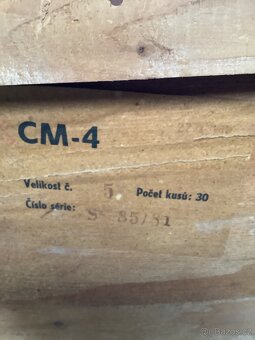 CM-4
Velikost č. 5 Počet kusů: 30
Číslo série: S 85/81